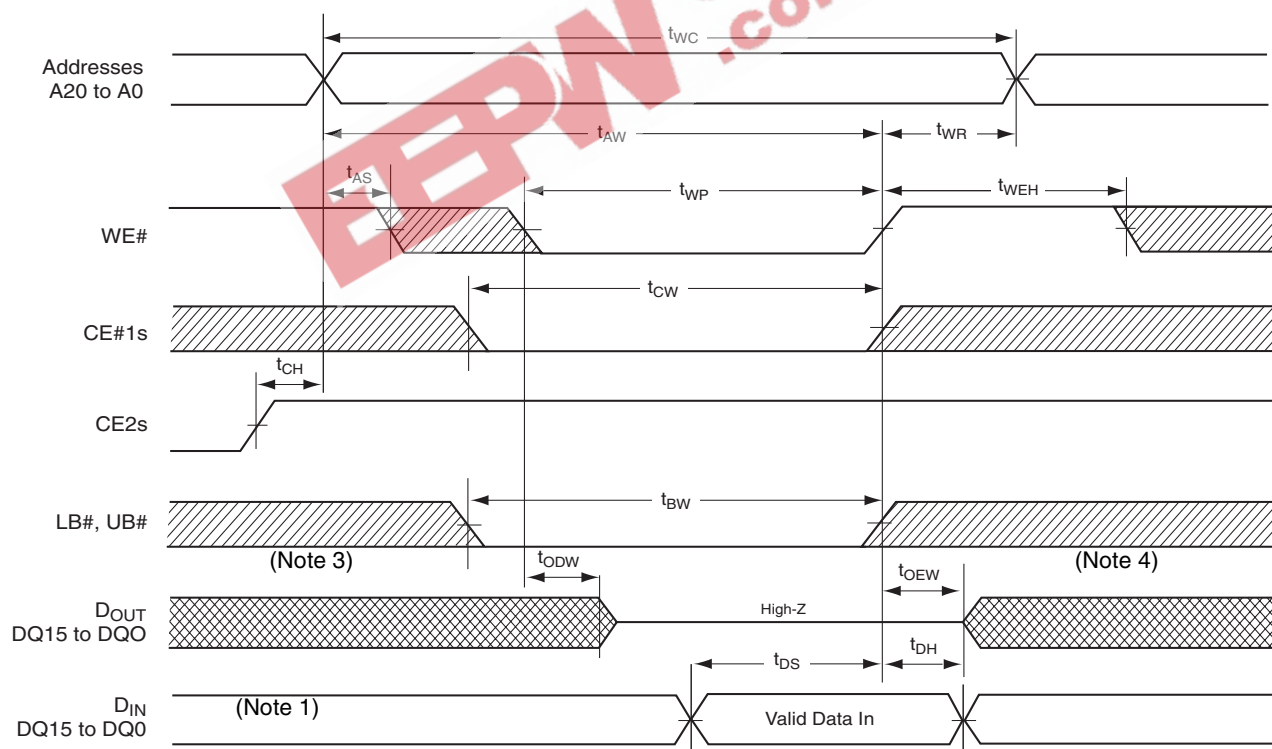 EEPW .com
tWC
Addresses
A20 to A0
tAW
tWR
tAS
tWP
tWEH
WE#
tCW
CE#1s
tCH
CE2s
tBW
LB#, UB#
(Note 3)
(Note 4)
tODW
tOEW
DOUT
DQ15 to DQO
High-Z
tDS
tDH
DIN
DQ15 to DQ0
(Note 1)
Valid Data In